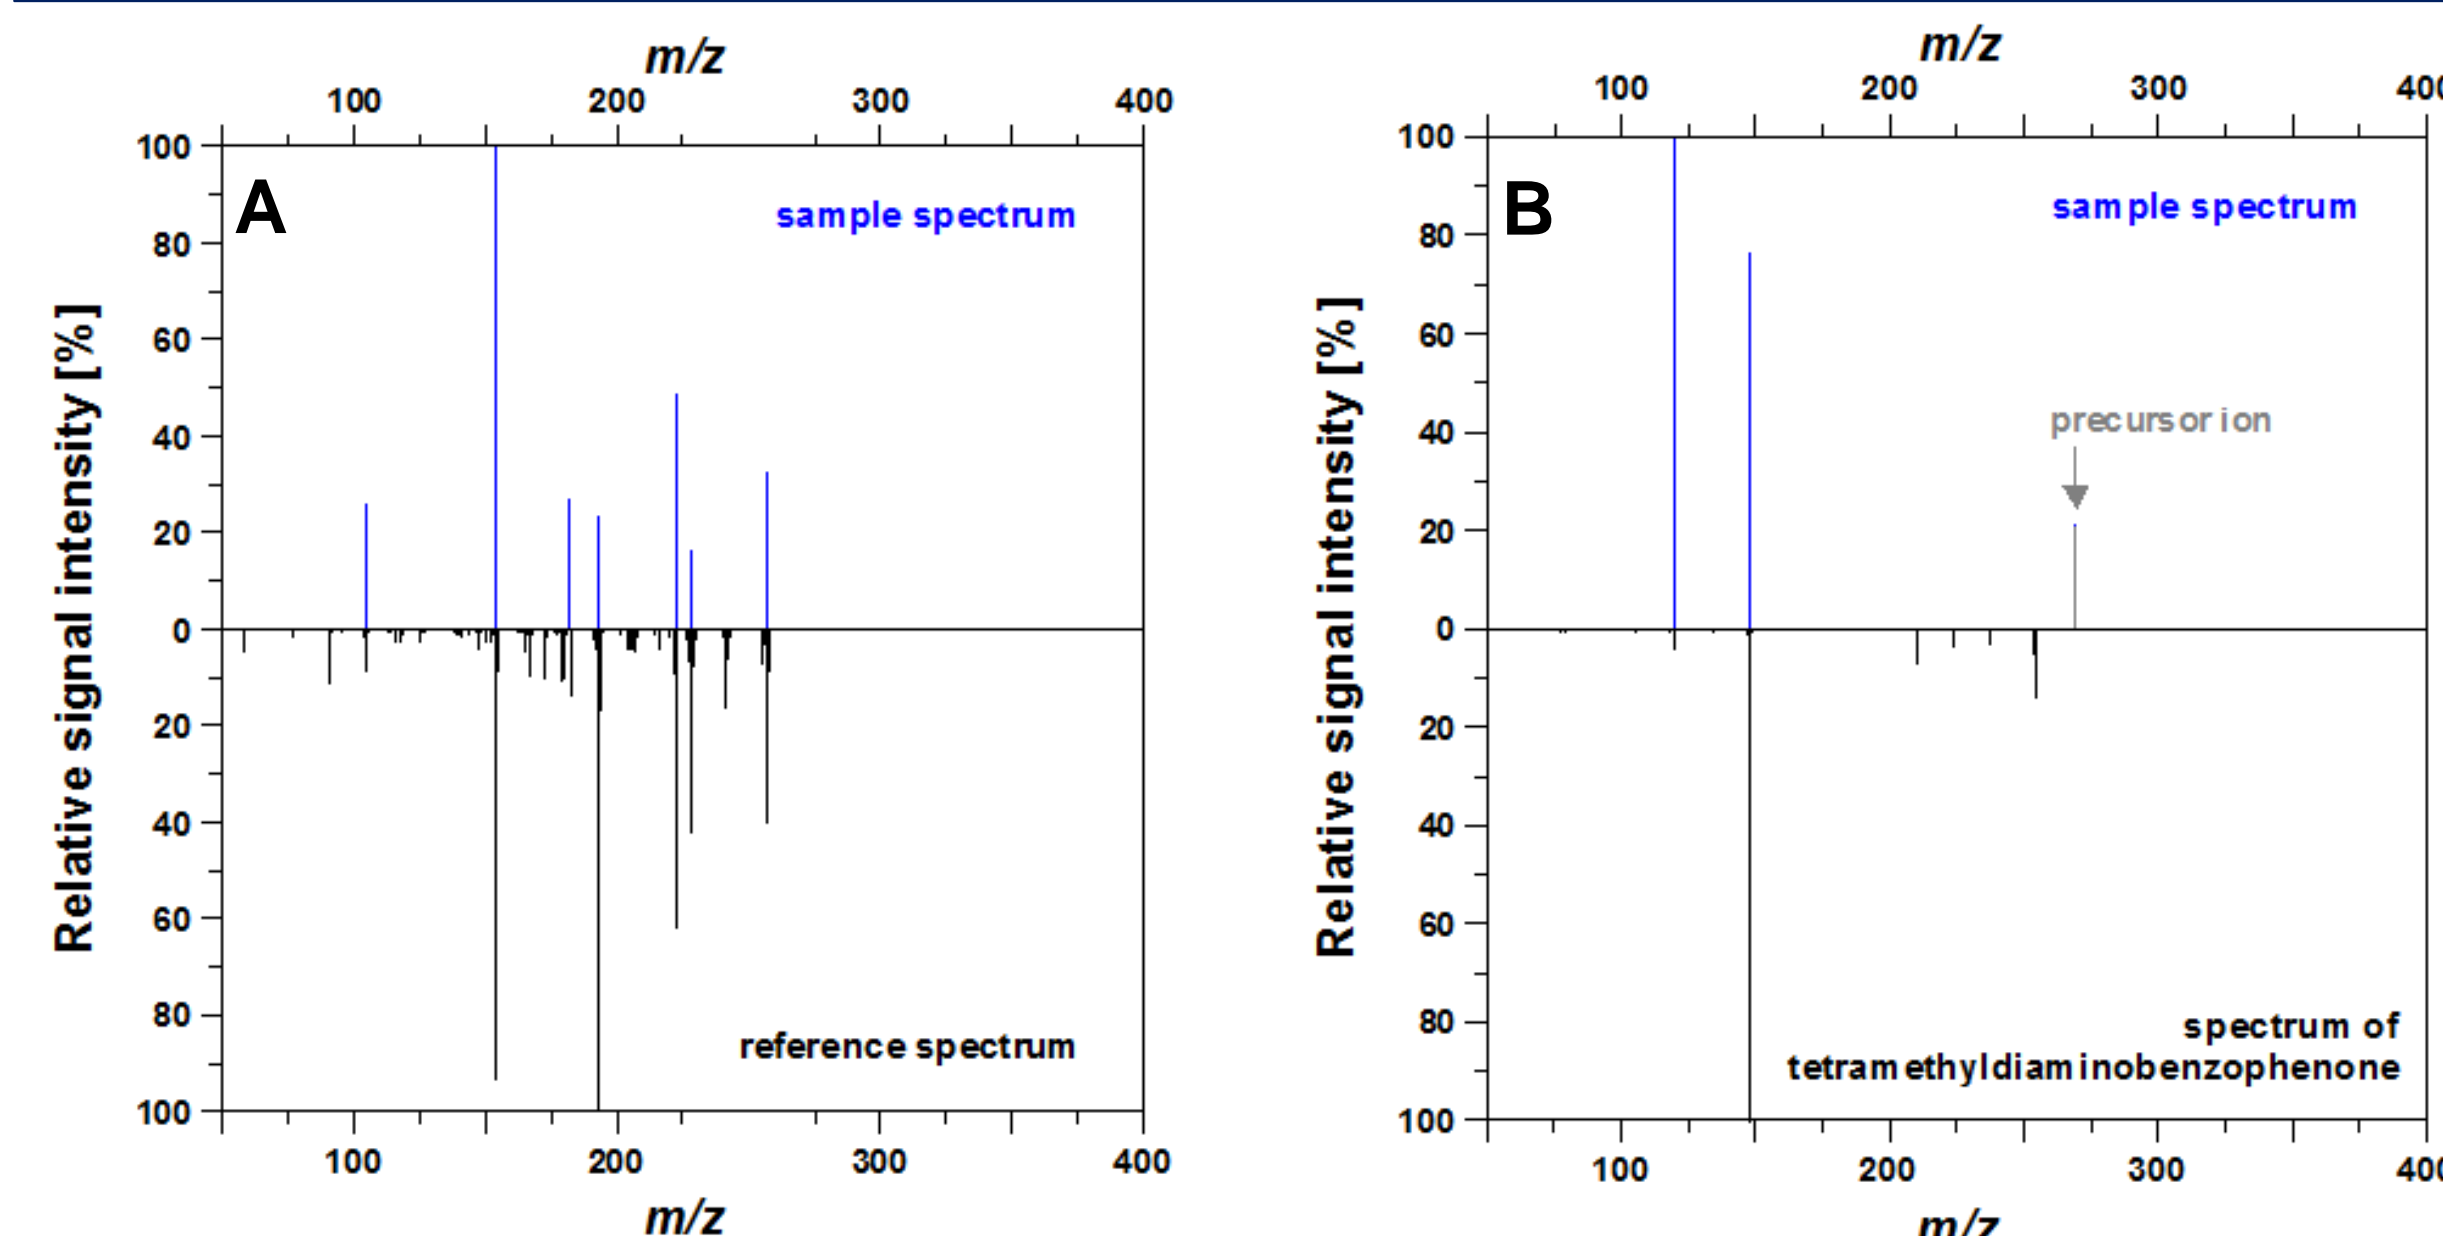 m/z
100 200 300 400
100
80
60
40
20
0
20
40
60
80
100
Relative signal intensity [%]
A
sample spectrum
reference spectrum
100 200 300 400
m/z
m/z
100 200 300 400
100
80
60
40
20
0
20
40
60
80
100
Relative signal intensity [%]
B
sample spectrum
precursor ion
spectrum of
tetramethyldiaminobenzophenone
100 200 300 400
m/z